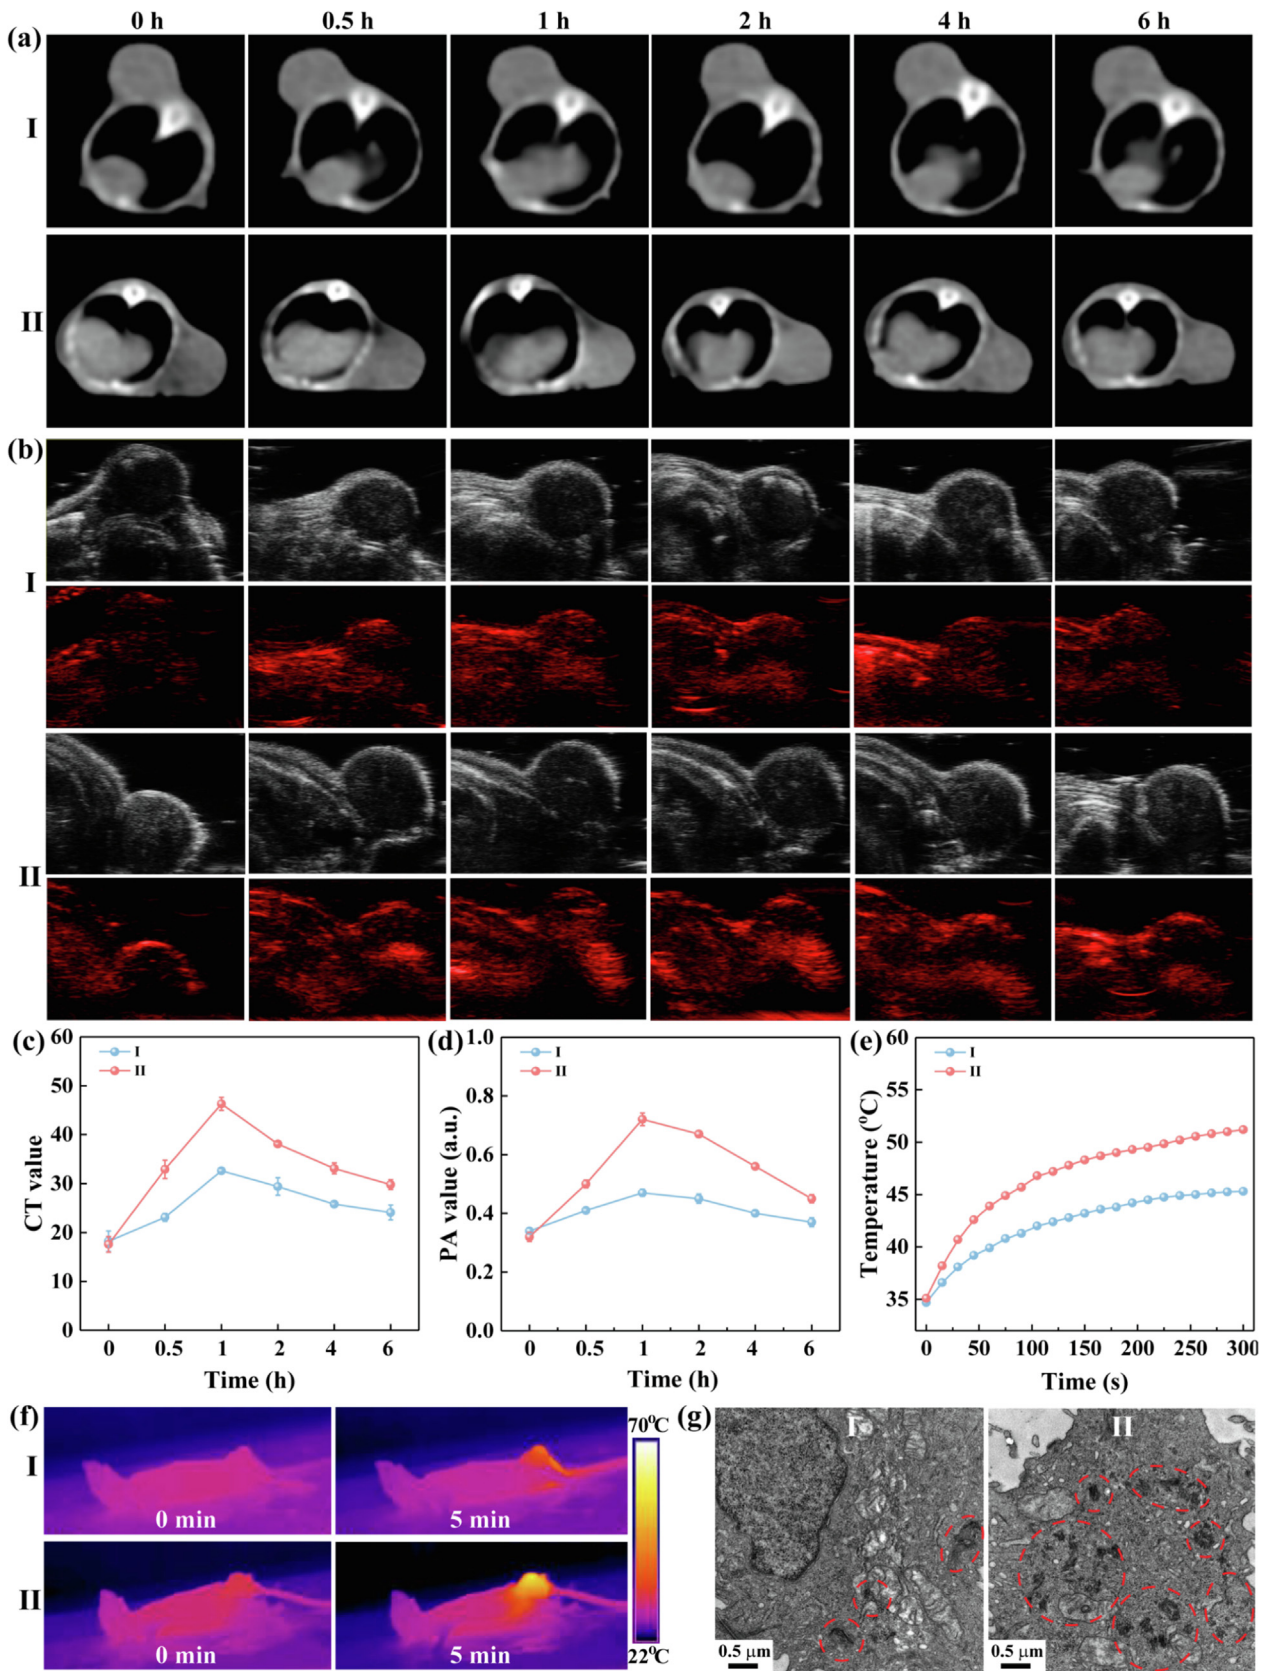 0 h 0.5 h 1 h 2 h 4 h 6 h
(a)
I
II
(b)
I
II
(c)
60
50
40
30
20
10
0
CT value
I
II
0 0.5 1 2 4 6
Time (h)
(d)
1.0
0.8
0.6
0.4
0.2
0.0
PA value (a.u.)
I
II
0 0.5 1 2 4 6
Time (h)
(e)
60
55
50
45
40
35
Temperature (⁰C)
I
II
0 50 100 150 200 250 300
Time (s)
(f)
I
0 min 5 min
II
0 min 5 min
70⁰C
22⁰C
(g)
I
0.5 μm
II
0.5 μm